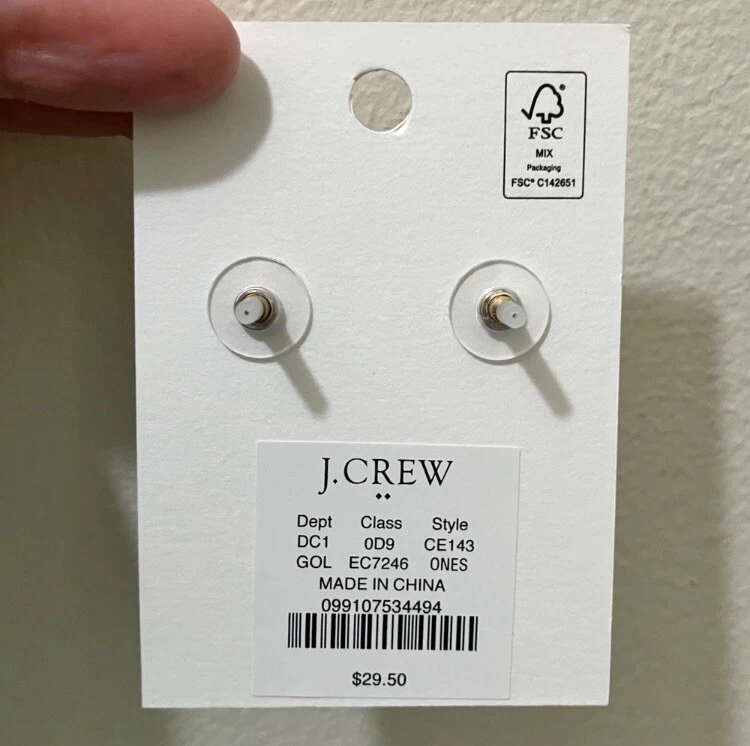 FSC®
MIX
Packaging
FSC® C142651
J.CREW
Dept Class Style
DC1 0D9 CE143
GOL EC7246 ONES
MADE IN CHINA
099107534494
$29.50